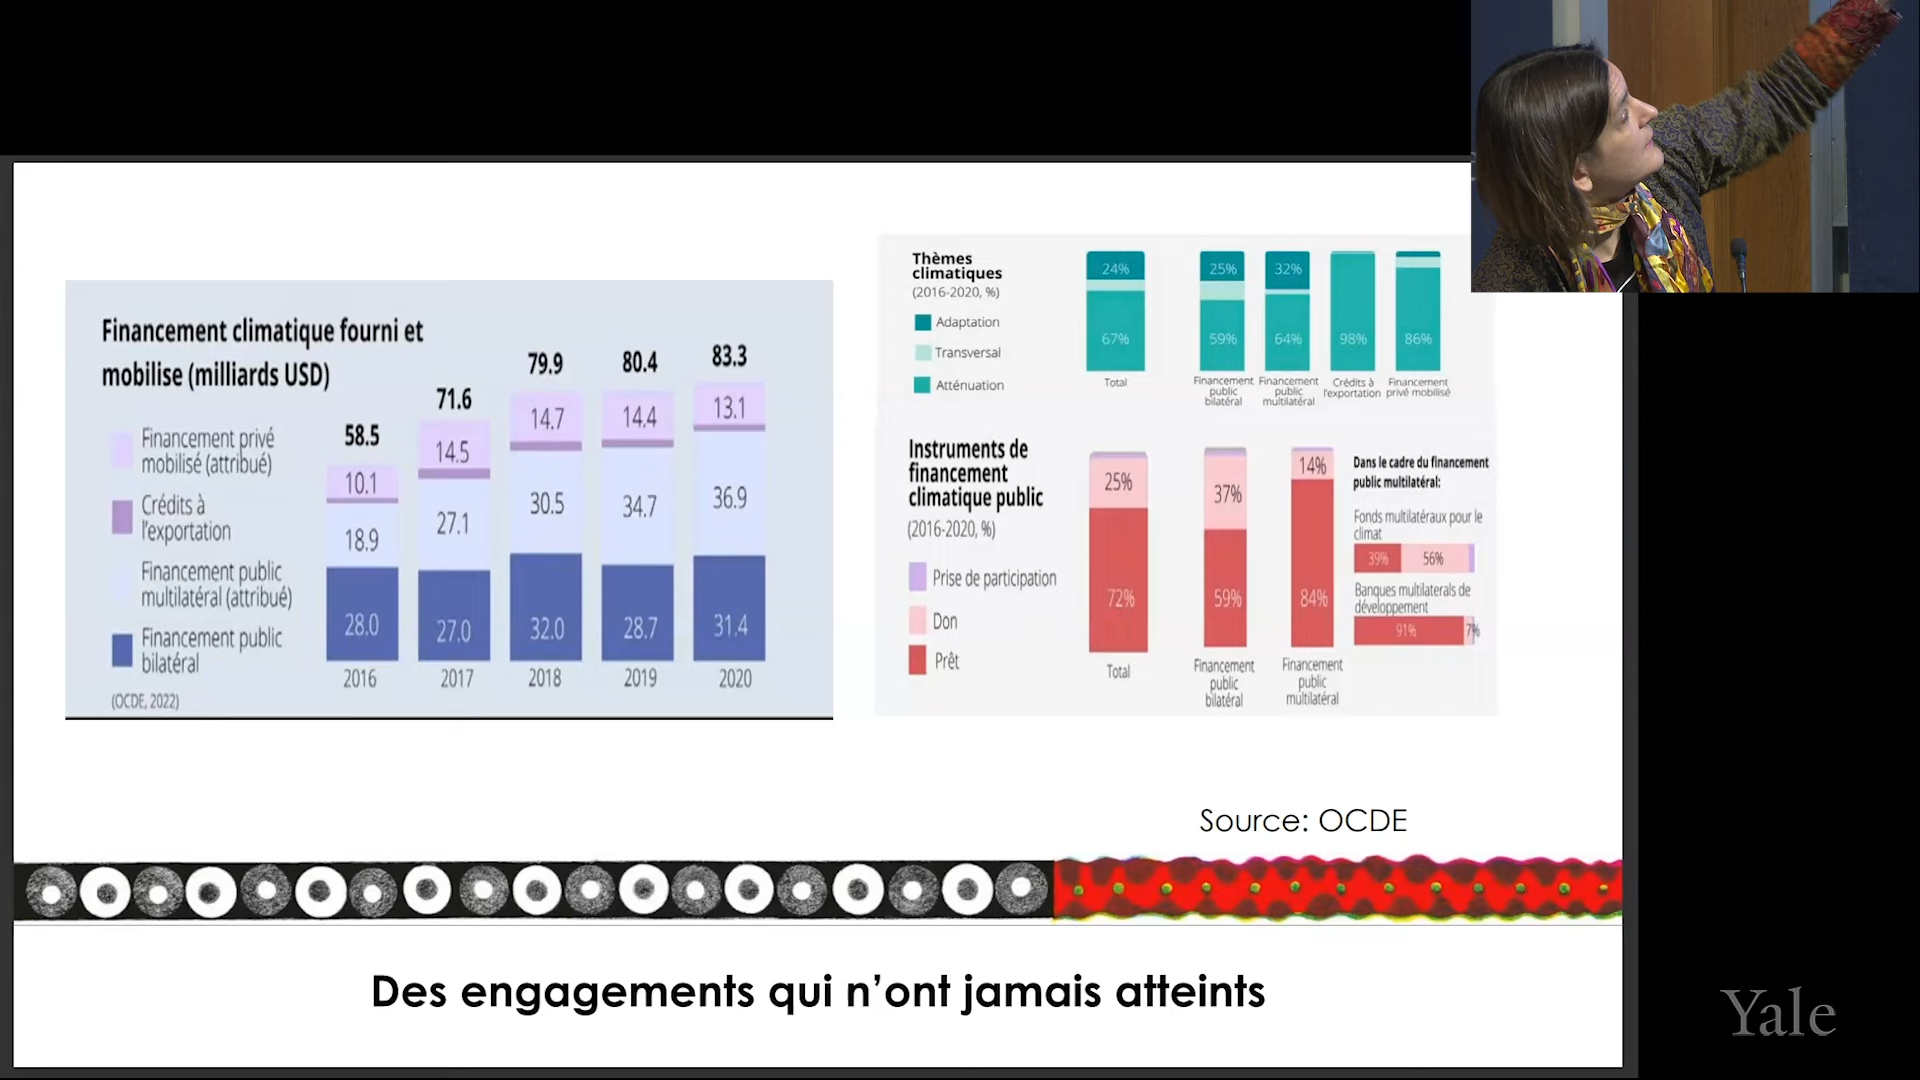 Financement climatique fourni et
mobilise (milliards USD)
Financement privé
mobilisé (attribué)
Crédits à
l'exportation
Financement public
multilatéral (attribué)
Financement public
bilatéral
(OCDE, 2022)
58.5
10.1
18.9
28.0
2016
71.6
14.5
27.1
27.0
2017
79.9
14.7
30.5
32.0
2018
80.4
14.4
34.7
28.7
2019
83.3
13.1
36.9
31.4
2020
Thèmes
climatiques
(2016-2020, %)
Adaptation
Transversal
Atténuation
24%
67%
Total
25%
59%
Financement
public
bilatéral
32%
64%
Financement
public
multilatéral
98%
Crédits à
l'exportation
86%
Financement
privé mobilisé
Instruments de
financement
climatique public
(2016-2020, %)
Prise de participation
Don
Prêt
25%
72%
Total
37%
59%
Financement
public
bilatéral
14%
84%
Financement
public
multilatéral
Dans le cadre du financement
public multilatéral:
Fonds multilatéraux pour le
climat
39% 56%
Banques multilaterals de
développement
91% 7%
Source: OCDE
Des engagements qui n'ont jamais atteints
Yale